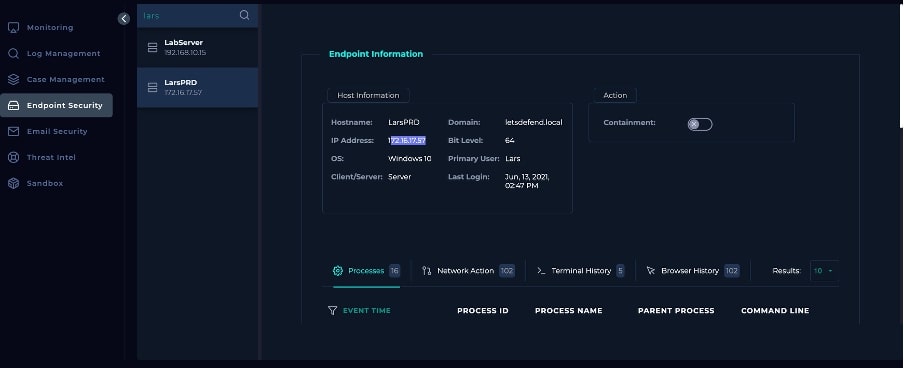 Monitoring
Log Management
Case Management
Endpoint Security
Email Security
Threat Intel
Sandbox
lars
LabServer
192.168.10.15
LarsPRD
172.16.17.57
Endpoint Information
Host Information
Hostname: LarsPRD Domain: letsdefend.local
IP Address: 172.16.17.57 Bit Level: 64
OS: Windows 10 Primary User: Lars
Client/Server: Server Last Login: Jun, 13, 2021,
02:47 PM
Action
Containment:
Processes 16 Network Action 102 Terminal History 5 Browser History 102 Results: 10
EVENT TIME PROCESS ID PROCESS NAME PARENT PROCESS COMMAND LINE